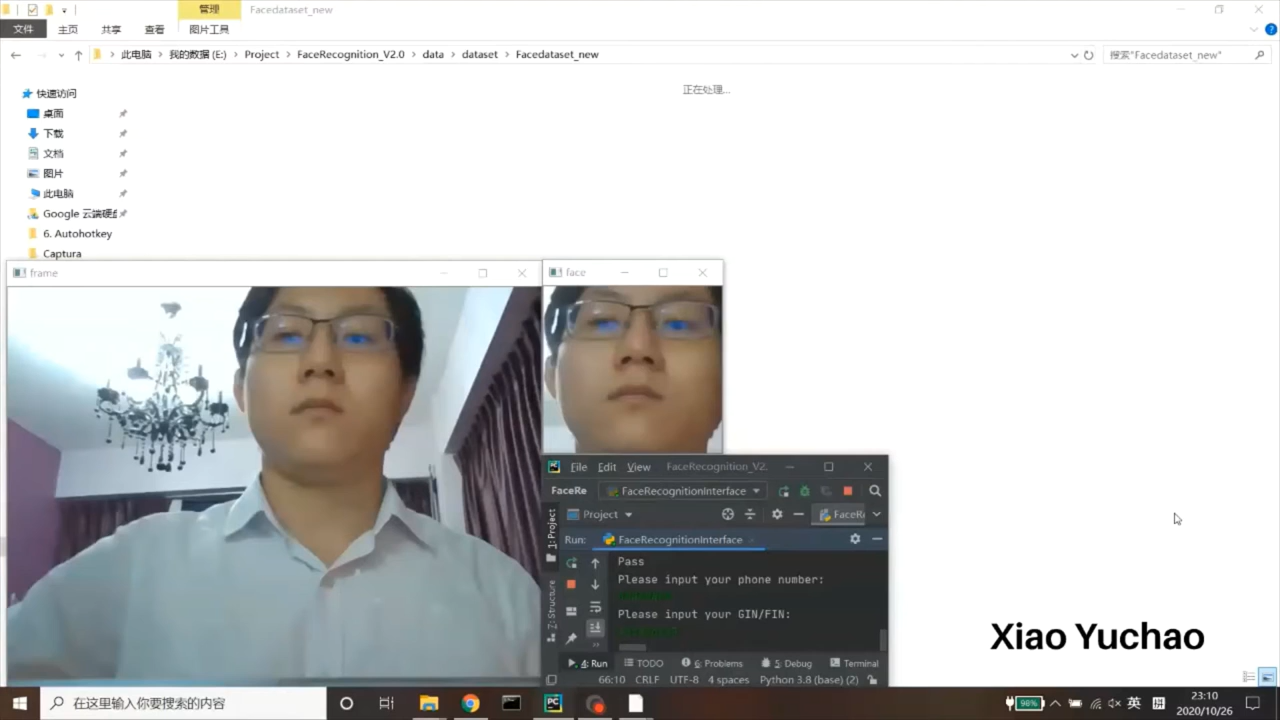 管理
Facedataset_new
文件
主页
共享
查看
图片工具
此电脑 > 我的数据 (E:) > Project > FaceRecognition_V2.0 > data > dataset > Facedataset_new
搜索"Facedataset_new"
快速访问
正在处理...
桌面
下载
文档
图片
此电脑
Google 云端硬盘
6. Autohotkey
Captura
frame
face
File Edit View FaceRecognition_V2.
FaceRe
FaceRecognitionInterface
1: Project
Project
FaceRe
Run: FaceRecognitionInterface
Pass
Please input your phone number:
Please input your GIN/FIN:
7: Structure
4: Run
TODO
6: Problems
5: Debug
Terminal
66:10 CRLF UTF-8 4 spaces Python 3.8 (base) (2)
Xiao Yuchao
在这里输入你要搜索的内容
98%
英
拼
23:10
2020/10/26